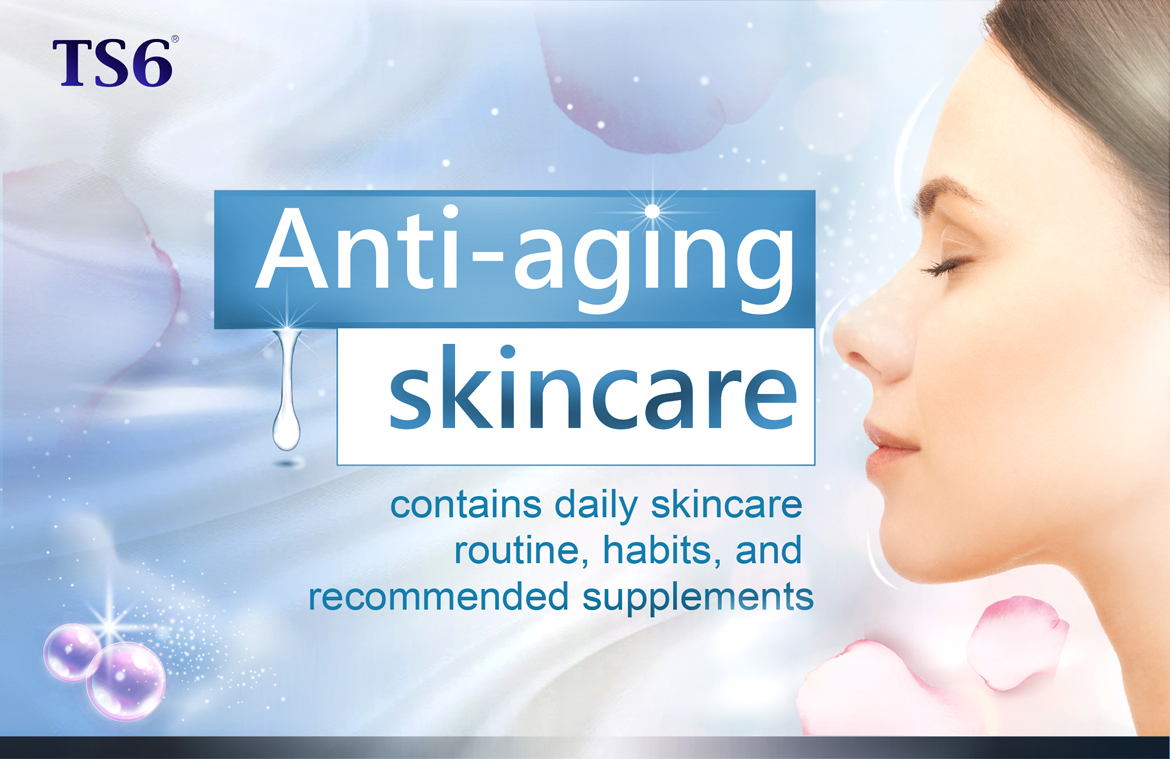 TS6®
Anti-aging
skincare
contains daily skincare
routine, habits, and
recommended supplements